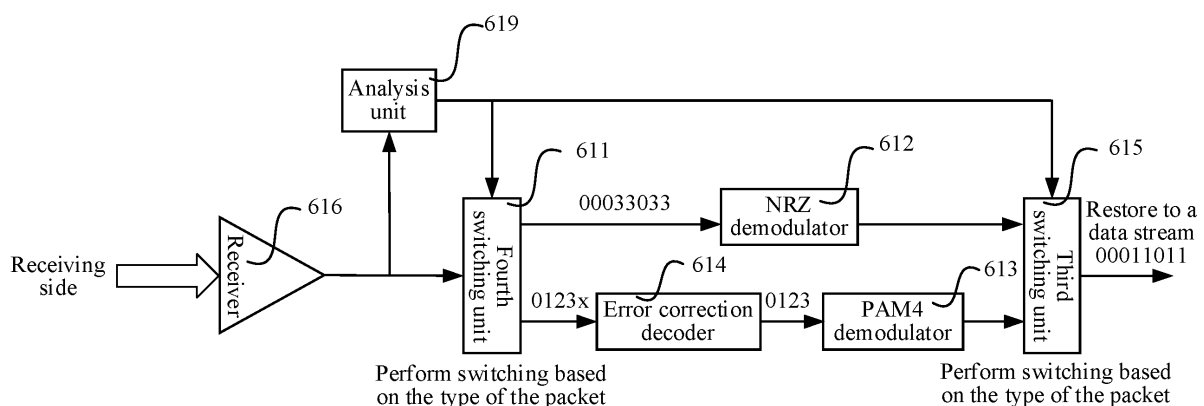 619
Analysis
unit
611
612
615
616
00033033
NRZ
demodulator
Restore to a
data stream
00011011
Receiving
side
Receiver
Fourth
switching unit
Third
switching unit
614
613
0123x
Error correction
decoder
0123
PAM4
demodulator
Perform switching based
on the type of the packet
Perform switching based
on the type of the packet